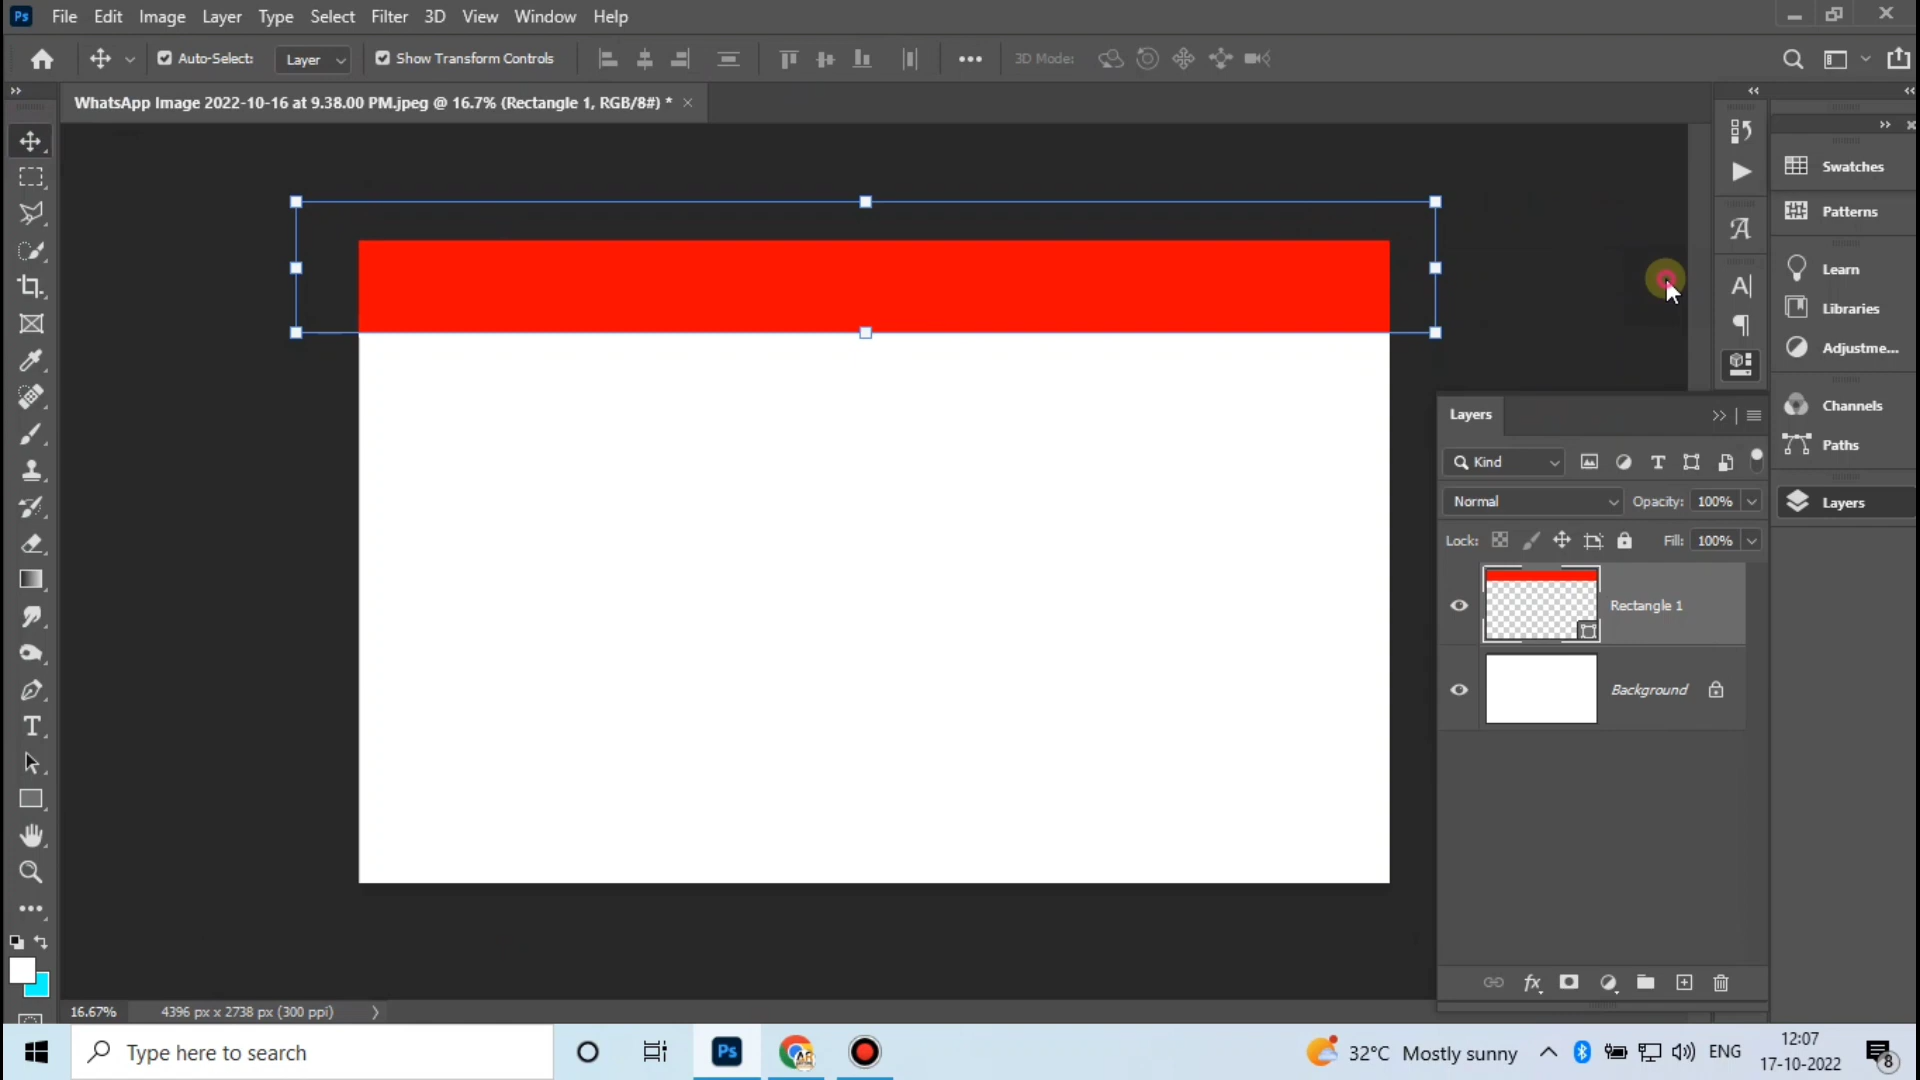 Ps File Edit Image Layer Type Select Filter 3D View Window Help
Auto-Select: Layer Show Transform Controls 3D Mode:
WhatsApp Image 2022-10-16 at 9.38.00 PM.jpeg @ 16.7% (Rectangle 1, RGB/8#) *
Swatches
Patterns
Learn
Libraries
Adjustme...
Channels
Paths
Layers
Layers
Kind
Normal Opacity: 100%
Lock: Fill: 100%
Rectangle 1
Background
16.67% 4396 px x 2738 px (300 ppi)
Type here to search
Ps
32°C Mostly sunny
ENG
12:07
17-10-2022
8